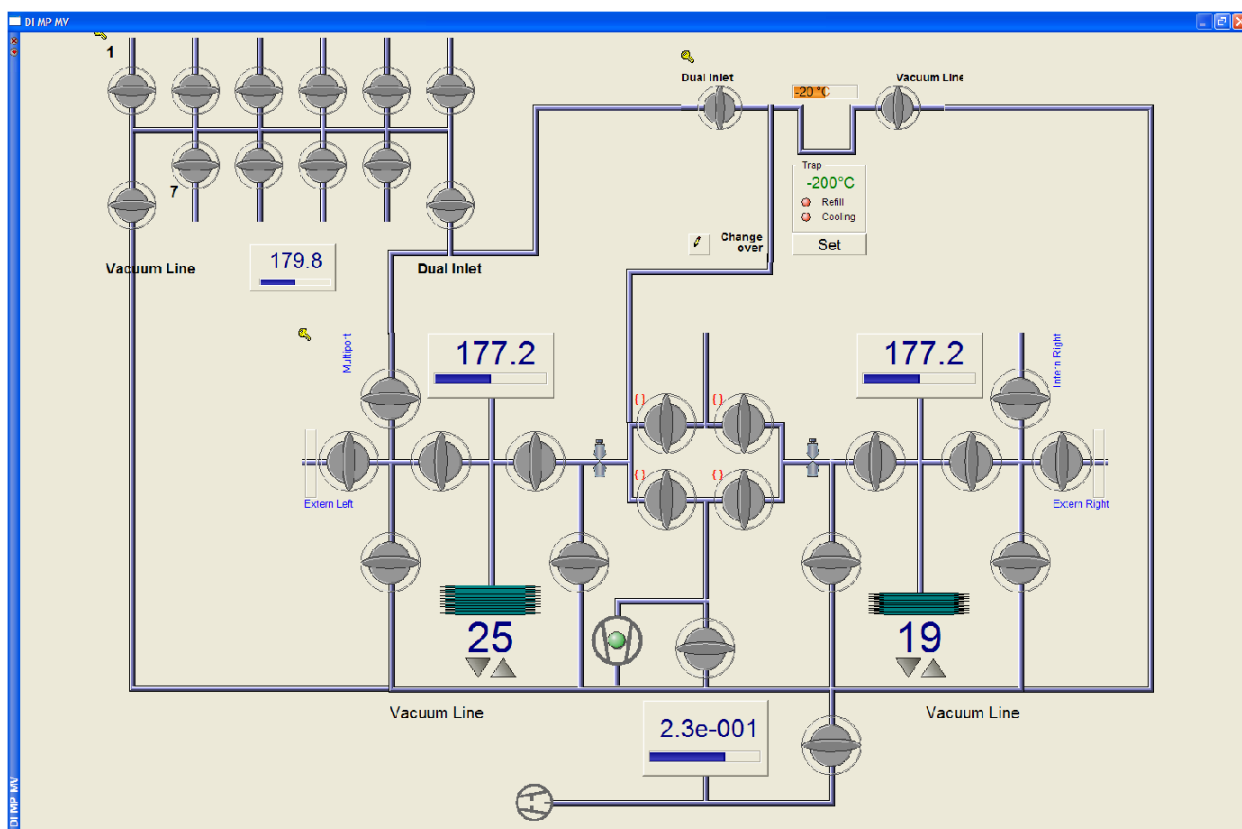 DI MP MV
1
Dual Inlet
Vacuum Line
-20 °C
Trap
-200°C
Refill
Cooling
Set
7
Change
over
179.8
Vacuum Line
Dual Inlet
Multiport
177.2
177.2
Intern Right
{ }
{ }
{ }
{ }
Extern Left
Extern Right
25
19
Vacuum Line
Vacuum Line
2.3e-001
DI MP MV